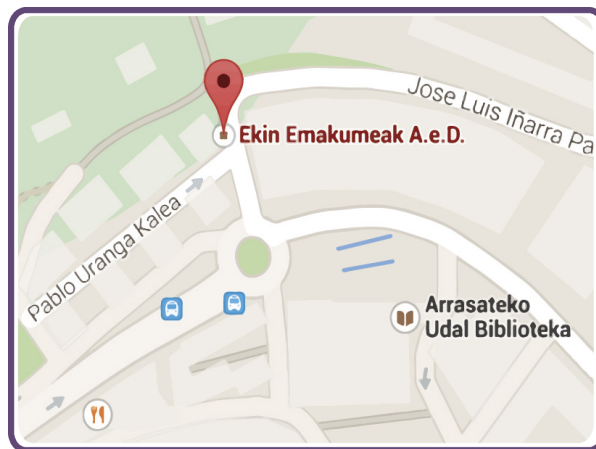 Jose Luis Iñarra Pa
Ekin Emakumeak A.e.D.
Pablo Uranga Kalea
Arrasateko
Udal Biblioteka